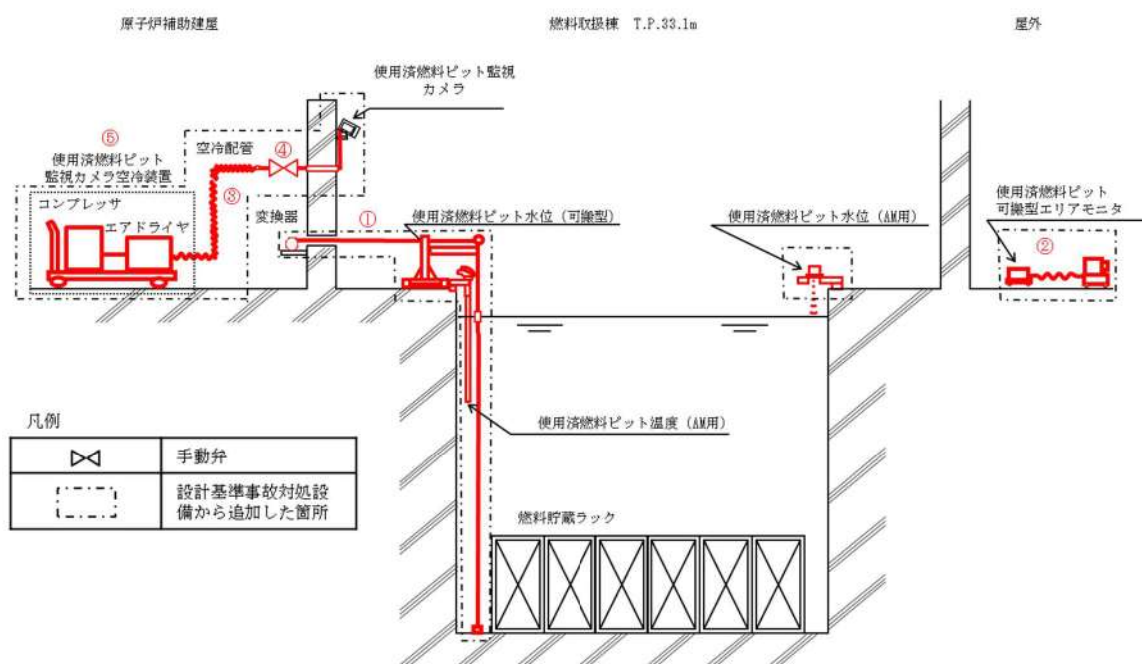 原子炉補助建屋
燃料取扱棟 T.P.33.1m
屋外
使用済燃料ピット監視
カメラ
⑤
使用済燃料ピット
監視カメラ空冷装置
空冷配管
④
③
コンプレッサ
エアドライヤ
変換器
①
使用済燃料ピット水位(可搬型)
使用済燃料ピット水位(AM用)
使用済燃料ピット
可搬型エリアモニタ
②
使用済燃料ピット温度(AM用)
燃料貯蔵ラック
凡例
手動弁
設計基準事故対処設
備から追加した箇所